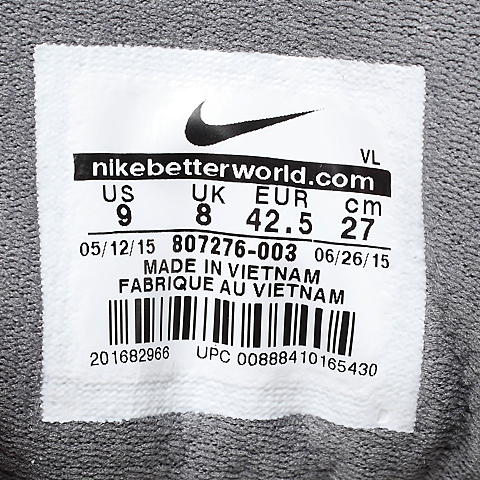 VL
nikebetterworld.com
US UK EUR cm
9 8 42.5 27
05/12/15 807276-003 06/26/15
MADE IN VIETNAM
FABRIQUE AU VIETNAM
201682966 UPC 00888410165430